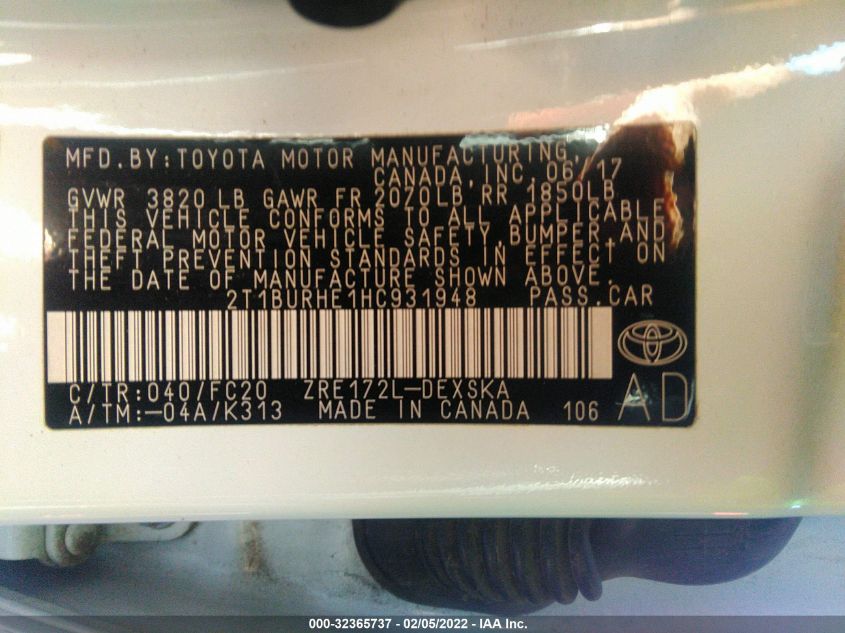 MFD.BY:TOYOTA MOTOR MANUFACTURING,
CANADA,INC. 06/17
GVWR 3820 LB GAWR FR 2070LB,RR 1850LB
THIS VEHICLE CONFORMS TO ALL APPLICABLE
FEDERAL MOTOR VEHICLE SAFETY,BUMPER,AND
THEFT PREVENTION STANDARDS IN EFFECT ON
THE DATE OF MANUFACTURE SHOWN ABOVE.
2T1BURHE1HC931948 PASS.CAR
C/TR:040/FC20 ZRE172L-DEXSKA
A/TM:-04A/K313 MADE IN CANADA 106 AD
000-32365737 - 02/05/2022 - IAA Inc.